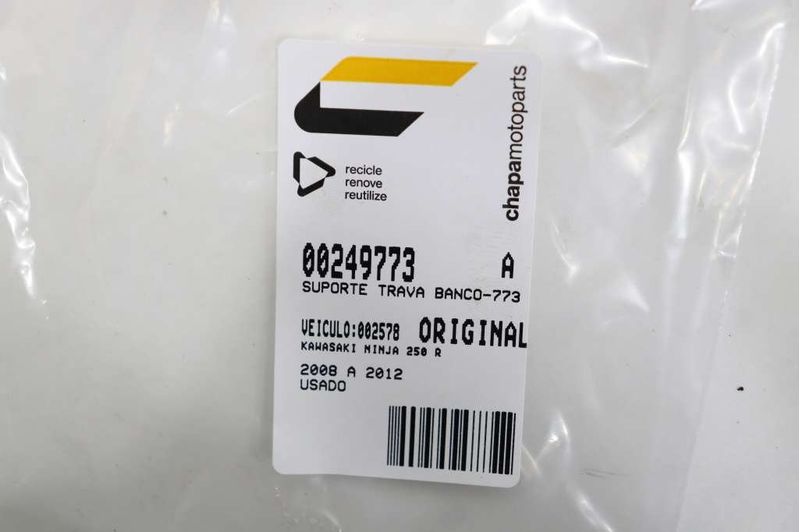 chapamotoparts
recicle
renove
reutilize
00249773 A
SUPORTE TRAVA BANCO-773
VEICULO:002578 ORIGINAL
KAWASAKI NINJA 250 R
2008 A 2012
USADO